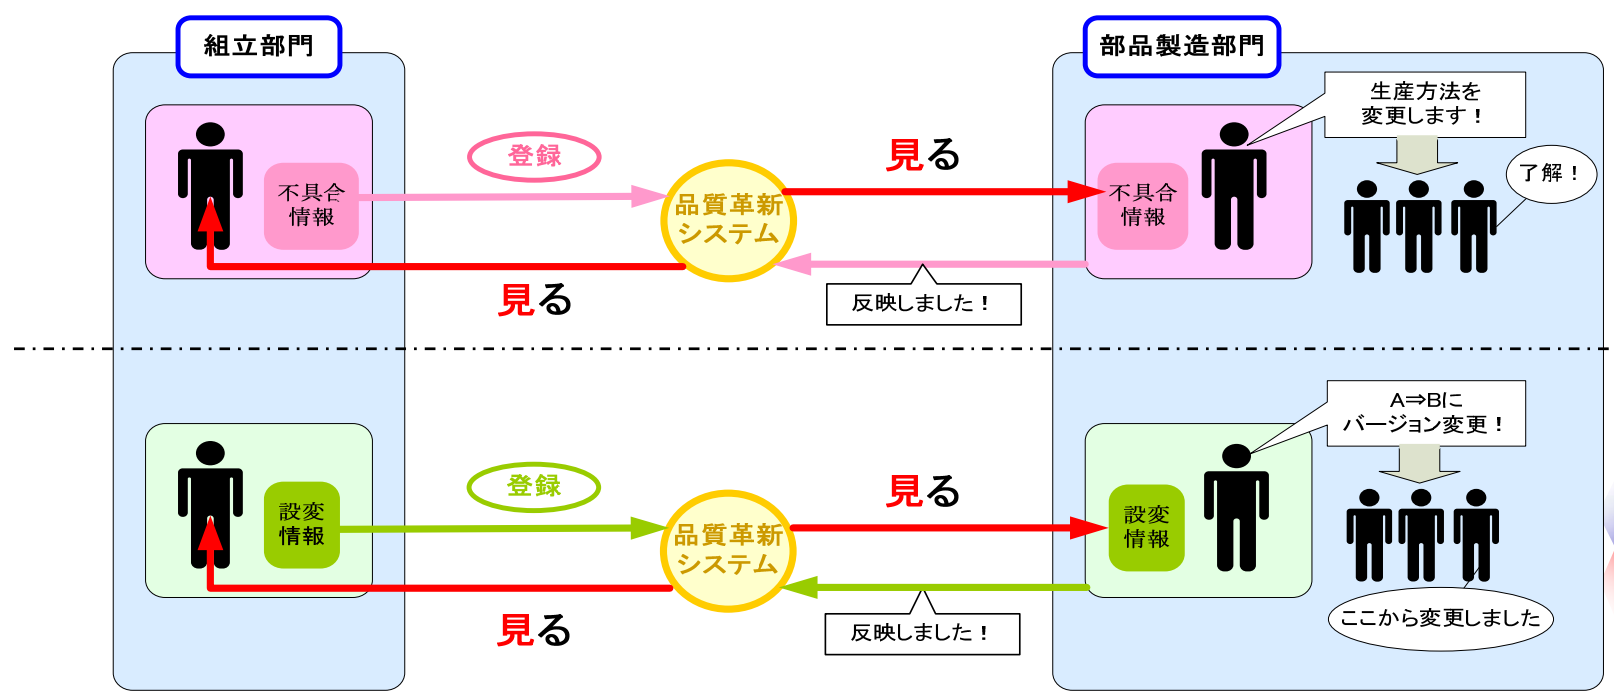 組立部門
部品製造部門
生産方法を
変更します！
登録
見る
了解！
不具合
情報
品質革新
システム
不具合
情報
見る
反映しました！
A⇒Bに
バージョン変更！
登録
見る
設変
情報
品質革新
システム
設変
情報
見る
反映しました！
ここから変更しました